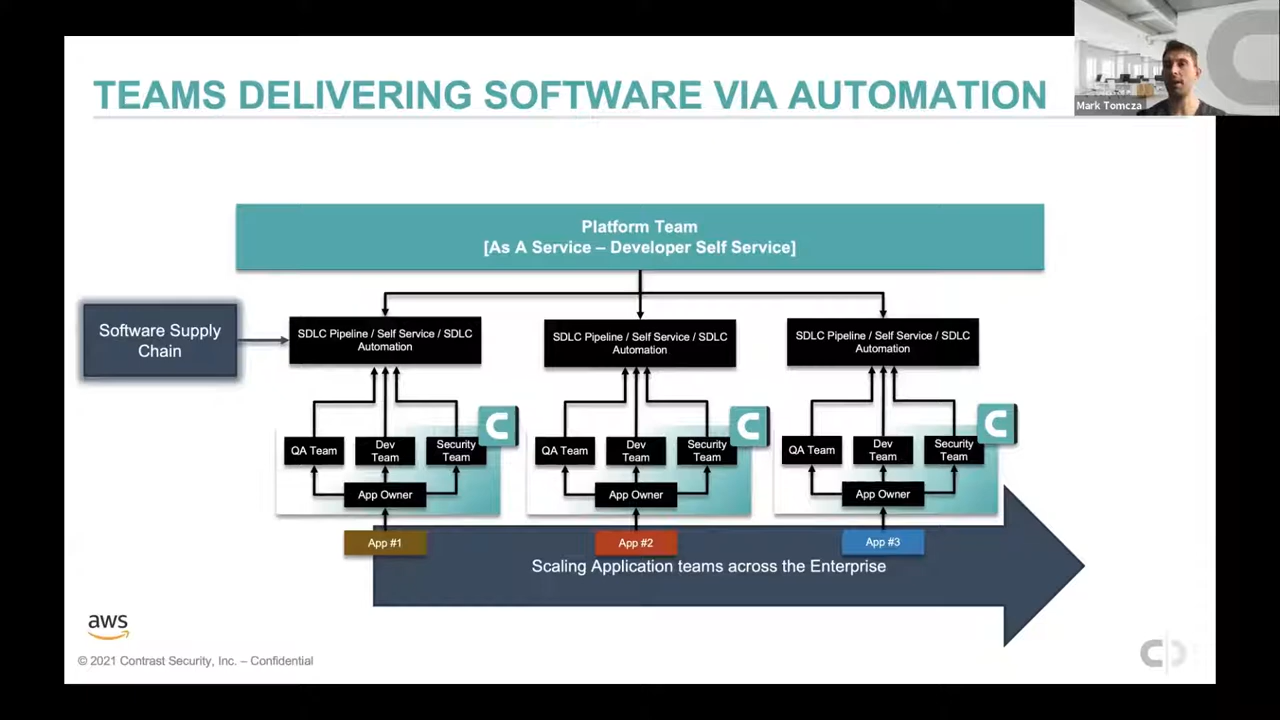 TEAMS DELIVERING SOFTWARE VIA AUTOMATION
Mark Tomcza
Platform Team
[As A Service – Developer Self Service]
Software Supply
Chain
SDLC Pipeline / Self Service / SDLC
Automation
SDLC Pipeline / Self Service / SDLC
Automation
SDLC Pipeline / Self Service / SDLC
Automation
QA Team
Dev
Team
Security
Team
App Owner
App #1
QA Team
Dev
Team
Security
Team
App Owner
App #2
QA Team
Dev
Team
Security
Team
App Owner
App #3
Scaling Application teams across the Enterprise
aws
© 2021 Contrast Security, Inc. – Confidential